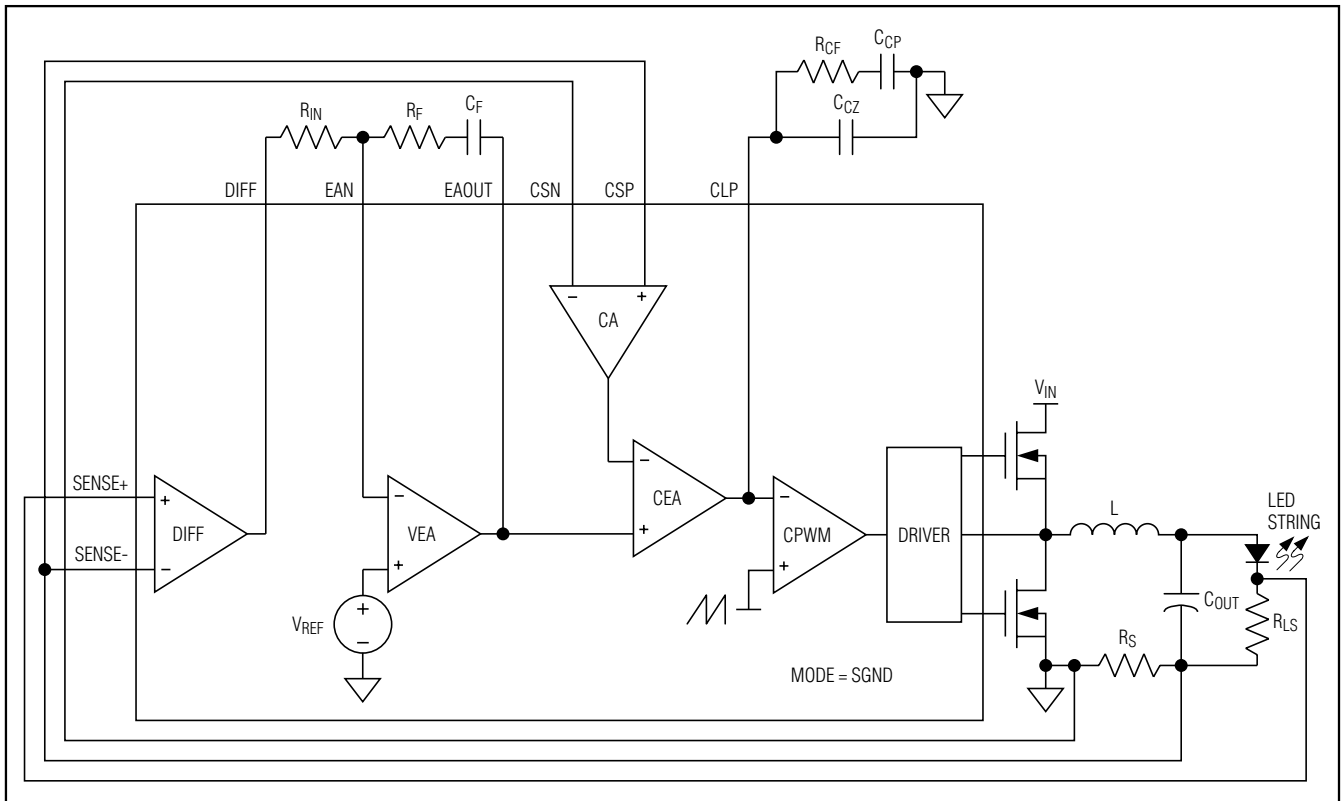 RCF
CCP
CCZ
RIN
RF
CF
DIFF
EAN
EAOUT
CSN
CSP
CLP
−
+
CA
VIN
SENSE+
SENSE-
+
−
DIFF
−
+
VEA
−
+
CEA
−
+
CPWM
DRIVER
L
LED
STRING
VREF
+
−
COUT
RLS
RS
MODE = SGND